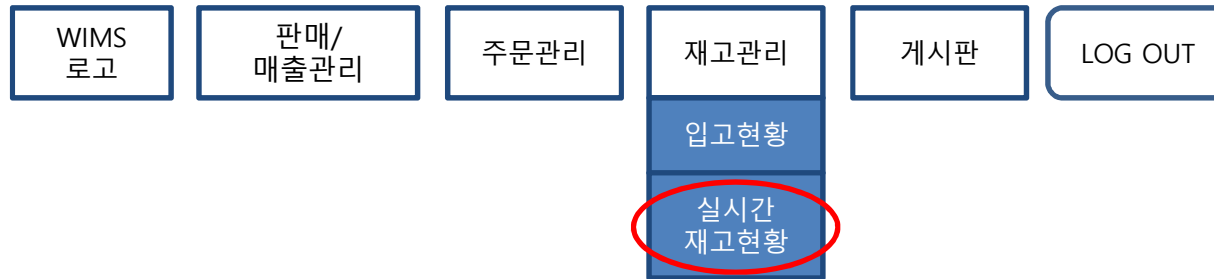 WIMS
로고
판매/
매출관리
주문관리
재고관리
게시판
LOG OUT
입고현황
실시간
재고현황